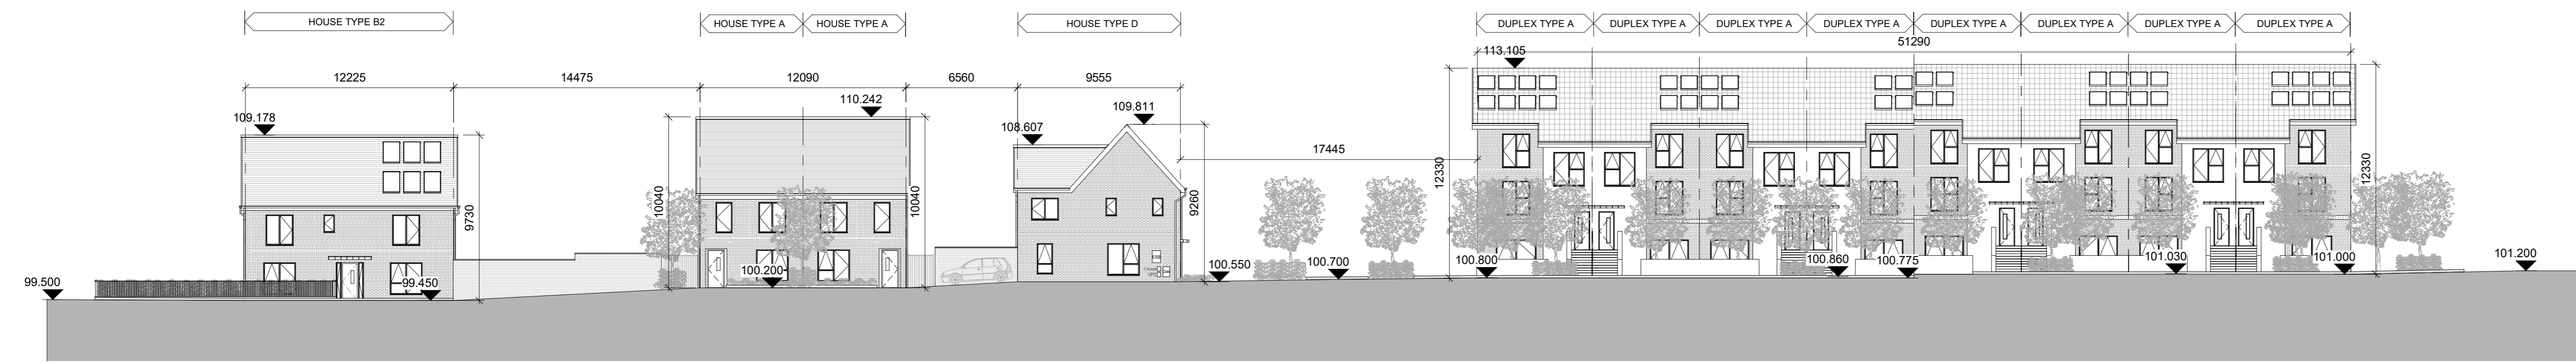 HOUSE TYPE B2
HOUSE TYPE A
HOUSE TYPE A
HOUSE TYPE D
DUPLEX TYPE A
DUPLEX TYPE A
DUPLEX TYPE A
DUPLEX TYPE A
DUPLEX TYPE A
DUPLEX TYPE A
DUPLEX TYPE A
DUPLEX TYPE A
51290
113.105
12225
14475
12090
6560
9555
110.242
109.811
109.178
108.607
17445
12330
12330
9730
10040
10040
9260
ESB
99.500
99.450
100.200
100.550
100.700
100.800
100.860
100.775
101.030
101.000
101.200